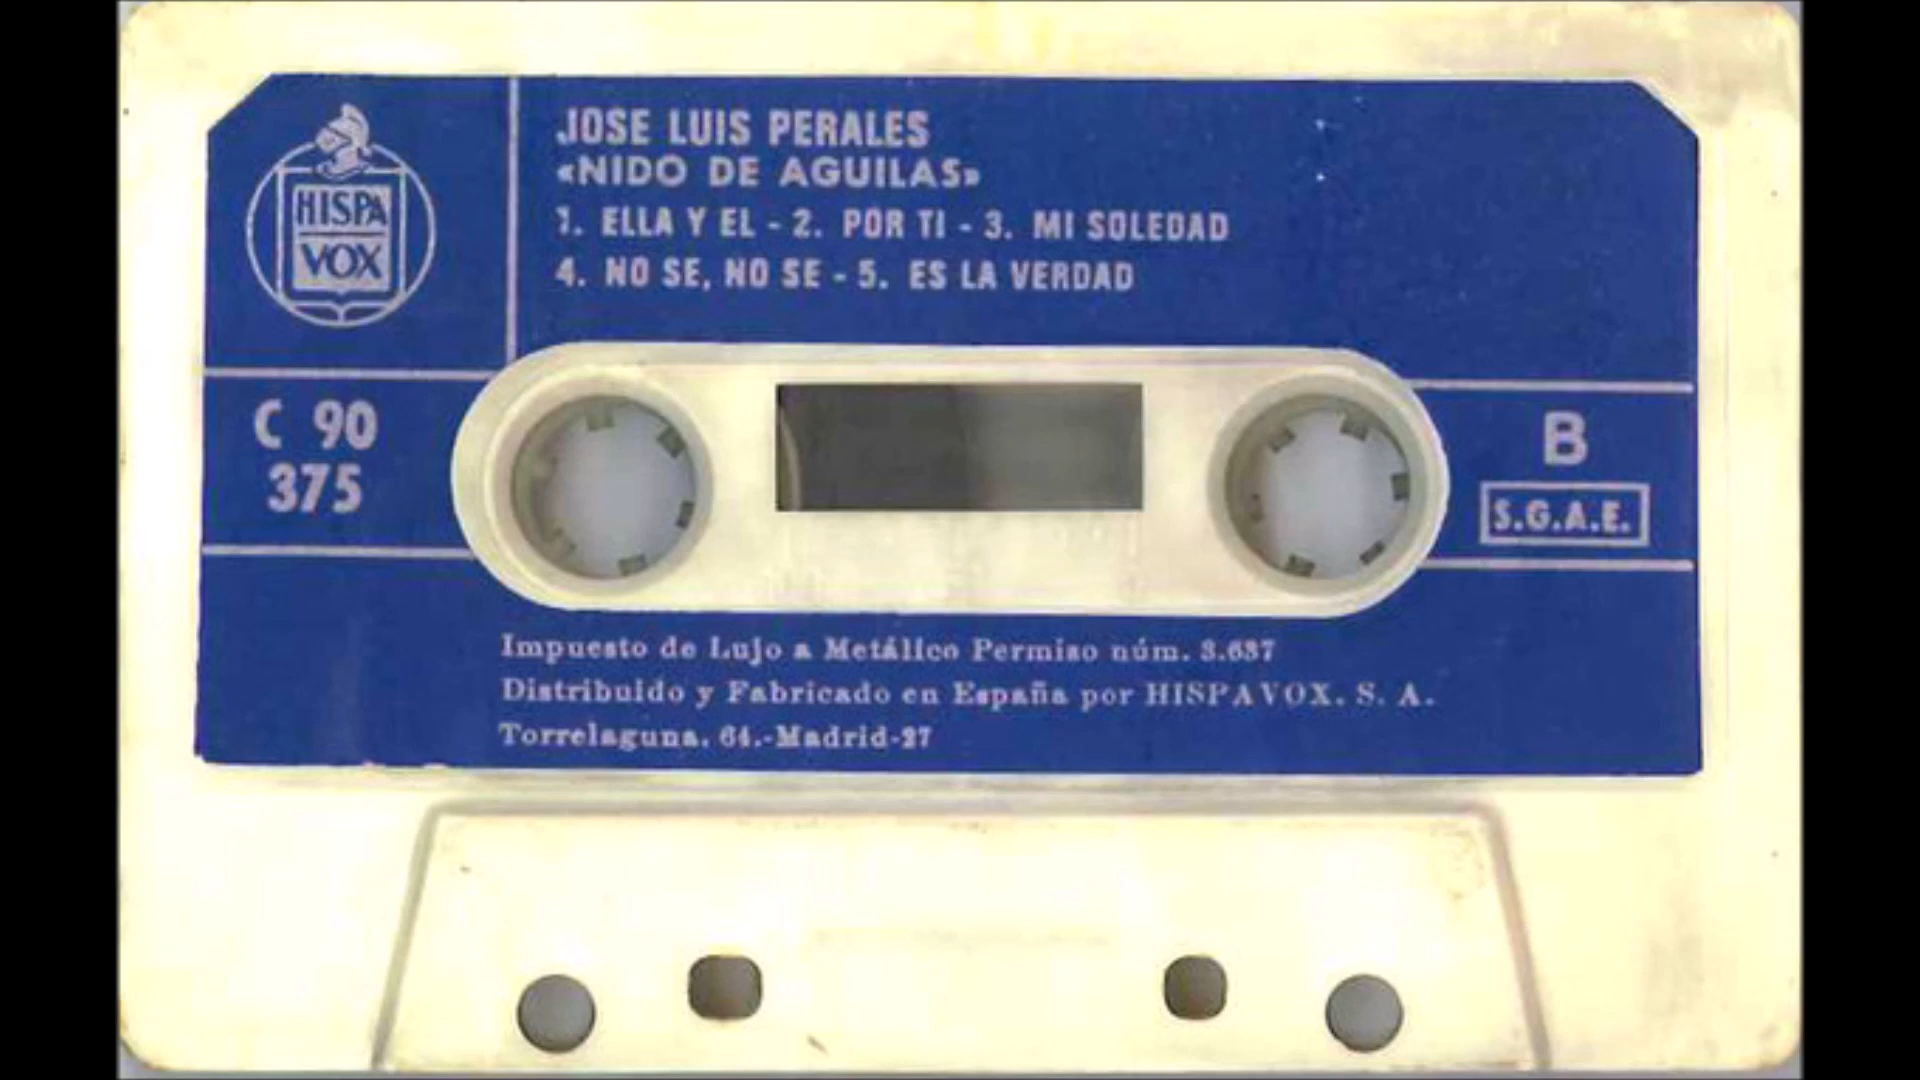 HISPA
VOX
JOSE LUIS PERALES
«NIDO DE AGUILAS»
1. ELLA Y EL - 2. POR TI - 3. MI SOLEDAD
4. NO SE, NO SE - 5. ES LA VERDAD
C 90
375
B
S.G.A.E.
Impuesto de Lujo a Metálico Permiso núm. 3.637
Distribuido y Fabricado en España por HISPAVOX. S. A.
Torrelaguna. 64.-Madrid-27